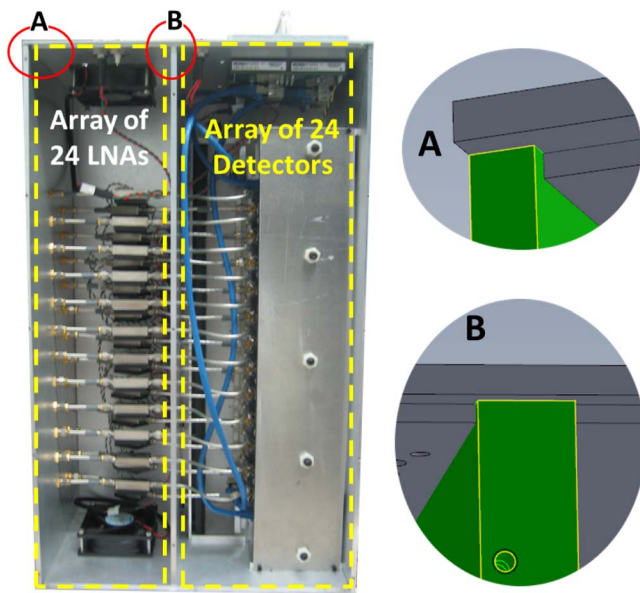 A
B
Array of
24 LNAs
Array of 24
Detectors
A
B